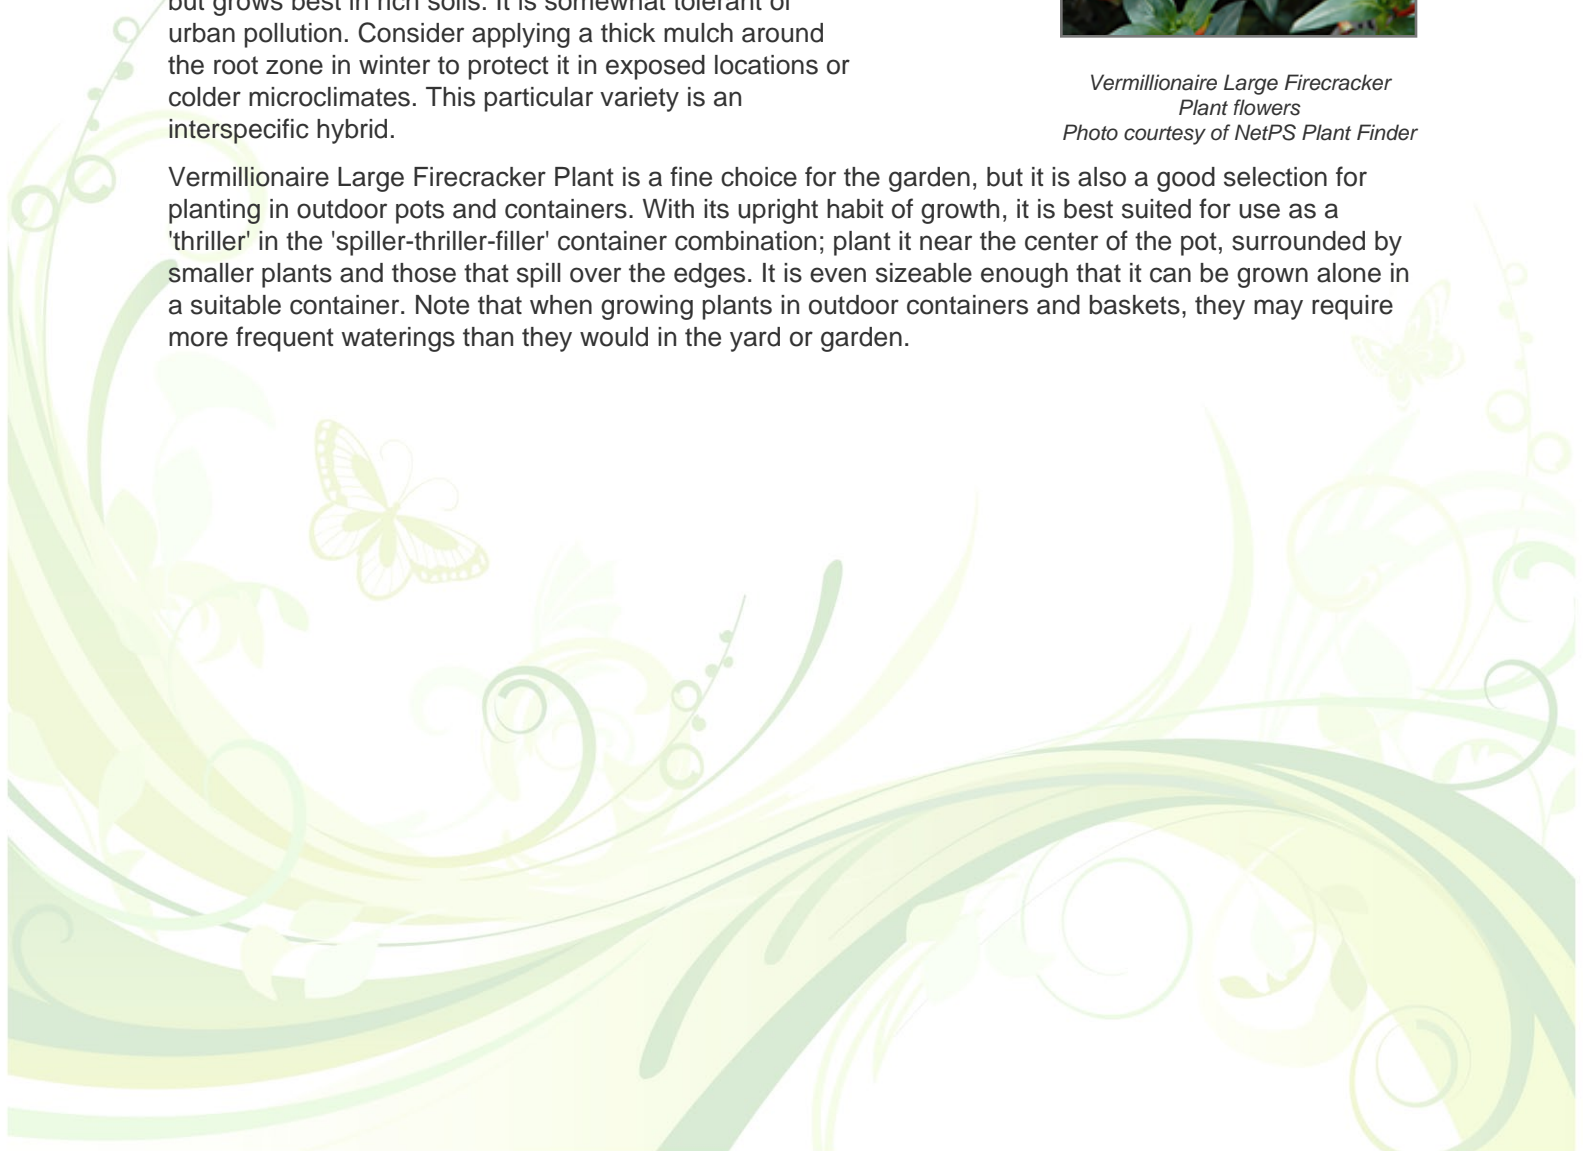 but grows best in rich soils. It is somewhat tolerant of
urban pollution. Consider applying a thick mulch around
the root zone in winter to protect it in exposed locations or
colder microclimates. This particular variety is an
interspecific hybrid.
Vermillionaire Large Firecracker
Plant flowers
Photo courtesy of NetPS Plant Finder
Vermillionaire Large Firecracker Plant is a fine choice for the garden, but it is also a good selection for
planting in outdoor pots and containers. With its upright habit of growth, it is best suited for use as a
'thriller' in the 'spiller-thriller-filler' container combination; plant it near the center of the pot, surrounded by
smaller plants and those that spill over the edges. It is even sizeable enough that it can be grown alone in
a suitable container. Note that when growing plants in outdoor containers and baskets, they may require
more frequent waterings than they would in the yard or garden.